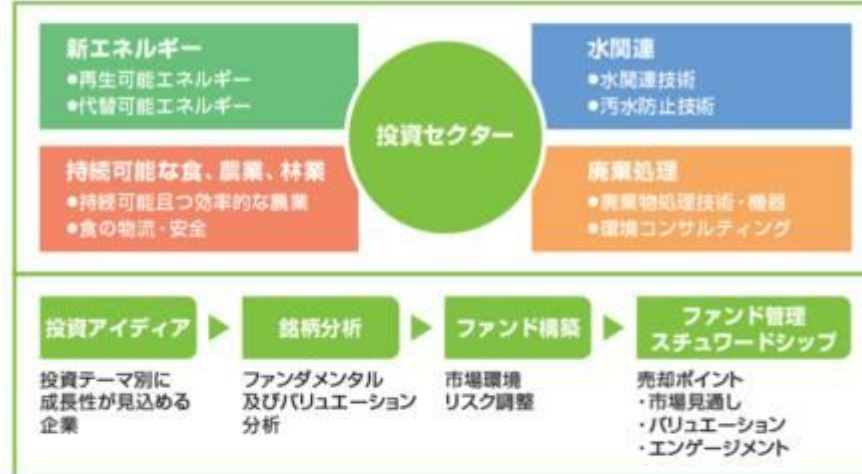 新エネルギー
●再生可能エネルギー
●代替可能エネルギー
水関連
●水関連技術
●汚水防止技術
投資セクター
持続可能な食、農業、林業
●持続可能且つ効率的な農業
●食の物流・安全
廃棄処理
●廃棄物処理技術・機器
●環境コンサルティング
投資アイディア
銘柄分析
ファンド構築
ファンド管理
スチュワードシップ
投資テーマ別に
成長性が見込める
企業
ファンダメンタル
及びバリュエーション
分析
市場環境
リスク調整
売却ポイント
・市場見通し
・バリュエーション
・エンゲージメント